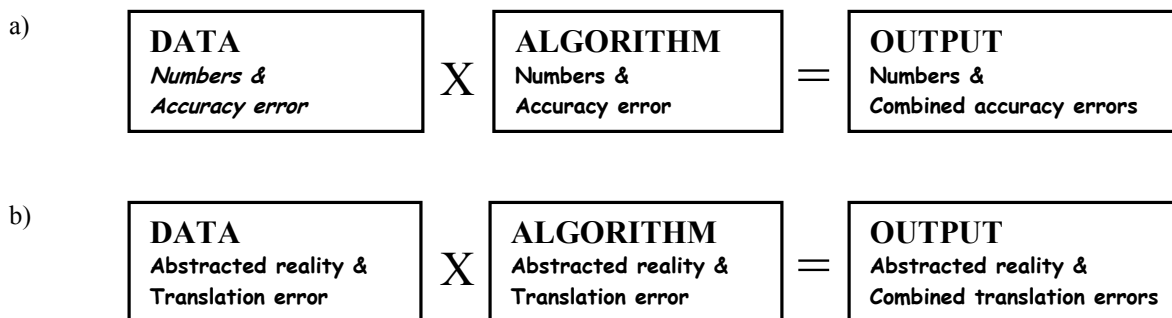 a)
DATA
Numbers &
Accuracy error
X
ALGORITHM
Numbers &
Accuracy error
=
OUTPUT
Numbers &
Combined accuracy errors
b)
DATA
Abstracted reality &
Translation error
X
ALGORITHM
Abstracted reality &
Translation error
=
OUTPUT
Abstracted reality &
Combined translation errors